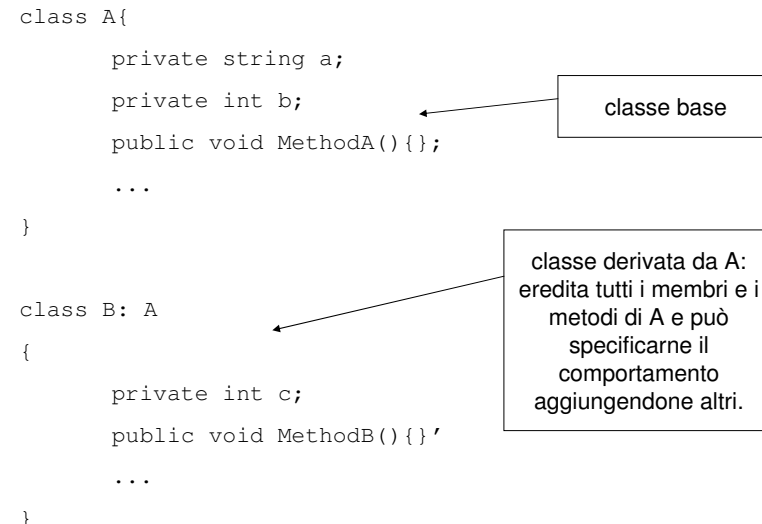 class A{
private string a;
private int b;
public void MethodA(){};
...
}
classe base
class B: A
{
private int c;
public void MethodB(){}’
...
}
classe derivata da A:
eredita tutti i membri e i
metodi di A e può
specificarne il
comportamento
aggiungendone altri.